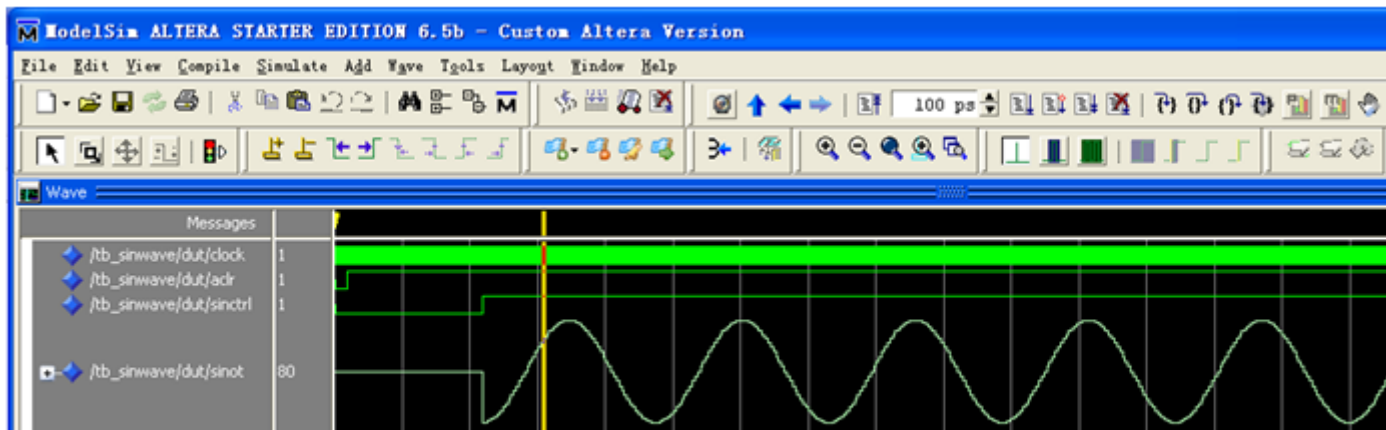 ModelSim ALTERA STARTER EDITION 6.5b - Custom Altera Version
File Edit View Compile Simulate Add Wave Tools Layout Window Help
100 ps
Wave
Messages
/tb_sinwave/dut/clock 1
/tb_sinwave/dut/aclr 1
/tb_sinwave/dut/sinctrl 1
/tb_sinwave/dut/sinot 80